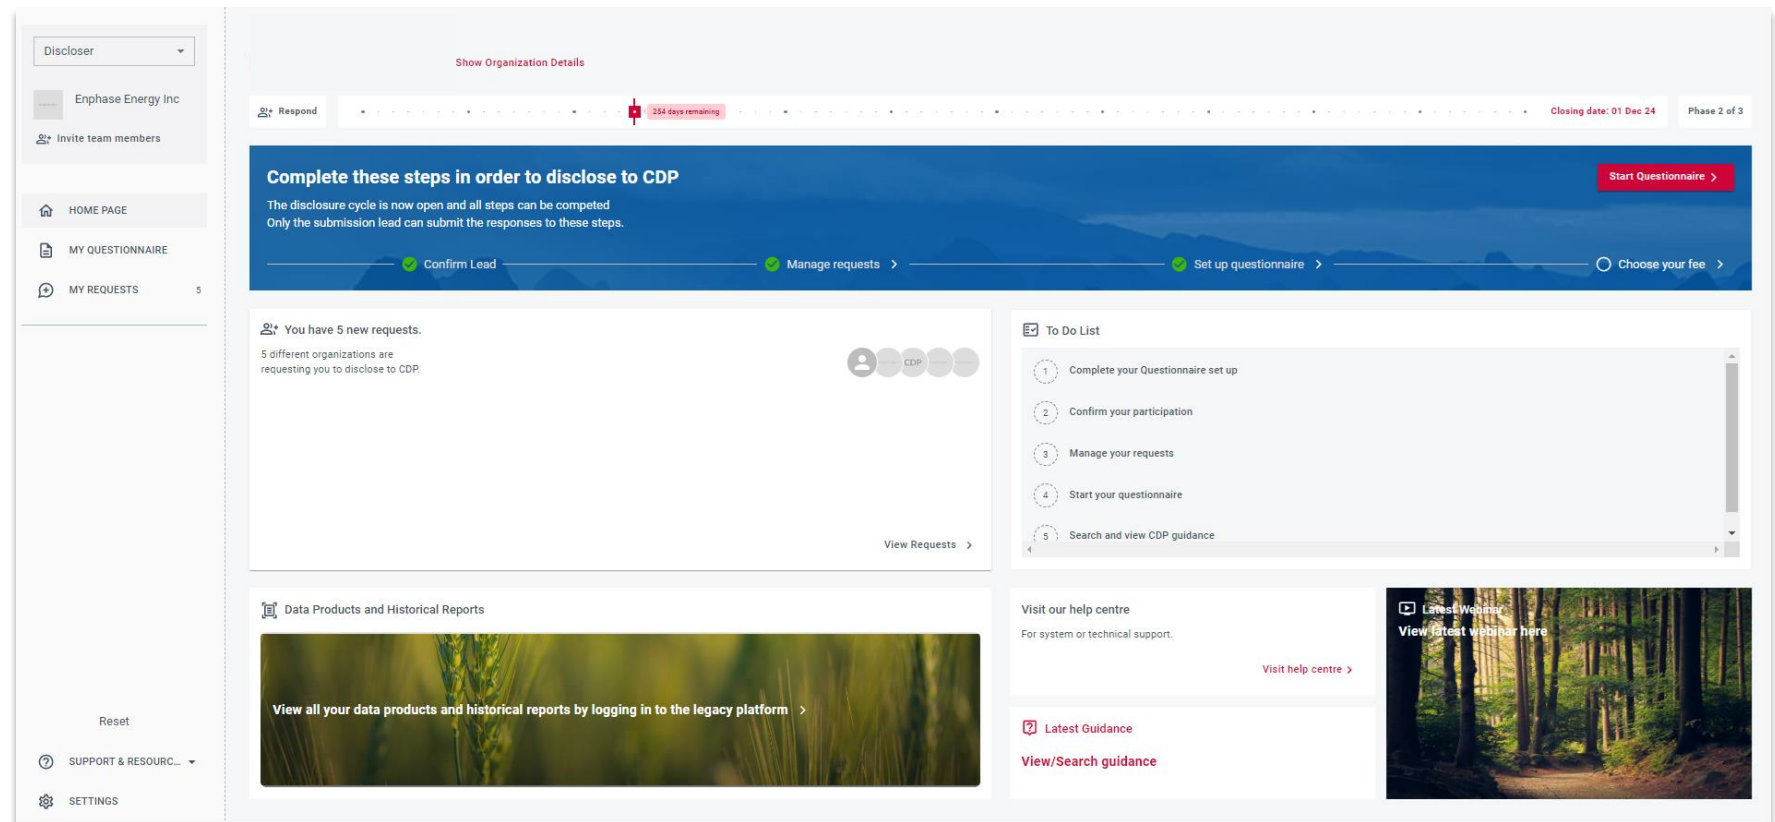 Discloser
Enphase Energy Inc
Invite team members
HOME PAGE
MY QUESTIONNAIRE
MY REQUESTS 5
Reset
SUPPORT & RESOURC...
SETTINGS
Show Organization Details
Respond
254 days remaining
Closing date: 01 Dec 24
Phase 2 of 3
Complete these steps in order to disclose to CDP
Start Questionnaire
The disclosure cycle is now open and all steps can be competed
Only the submission lead can submit the responses to these steps.
Confirm Lead
Manage requests
Set up questionnaire
Choose your fee
You have 5 new requests.
5 different organizations are
requesting you to disclose to CDP.
CDP
View Requests
To Do List
1 Complete your Questionnaire set up
2 Confirm your participation
3 Manage your requests
4 Start your questionnaire
5 Search and view CDP guidance
Data Products and Historical Reports
View all your data products and historical reports by logging in to the legacy platform
Visit our help centre
For system or technical support.
Visit help centre
Latest Guidance
View/Search guidance
Latest Webinar
View latest webinar here